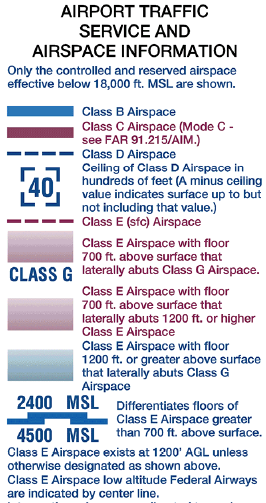 AIRPORT TRAFFIC
SERVICE AND
AIRSPACE INFORMATION
Only the controlled and reserved airspace
effective below 18,000 ft. MSL are shown.
Class B Airspace
Class C Airspace (Mode C -
see FAR 91.215/AIM.)
Class D Airspace
40
Ceiling of Class D Airspace in
hundreds of feet (A minus ceiling
value indicates surface up to but
not including that value.)
Class E (sfc) Airspace
Class E Airspace with floor
700 ft. above surface that
laterally abuts Class G Airspace.
CLASS G
Class E Airspace with floor
700 ft. above surface that
laterally abuts 1200 ft. or higher
Class E Airspace
Class E Airspace with floor
1200 ft. or greater above surface
that laterally abuts Class G
Airspace
2400 MSL
4500 MSL
Differentiates floors of
Class E Airspace greater
than 700 ft. above surface.
Class E Airspace exists at 1200' AGL unless
otherwise designated as shown above.
Class E Airspace low altitude Federal Airways
are indicated by center line.